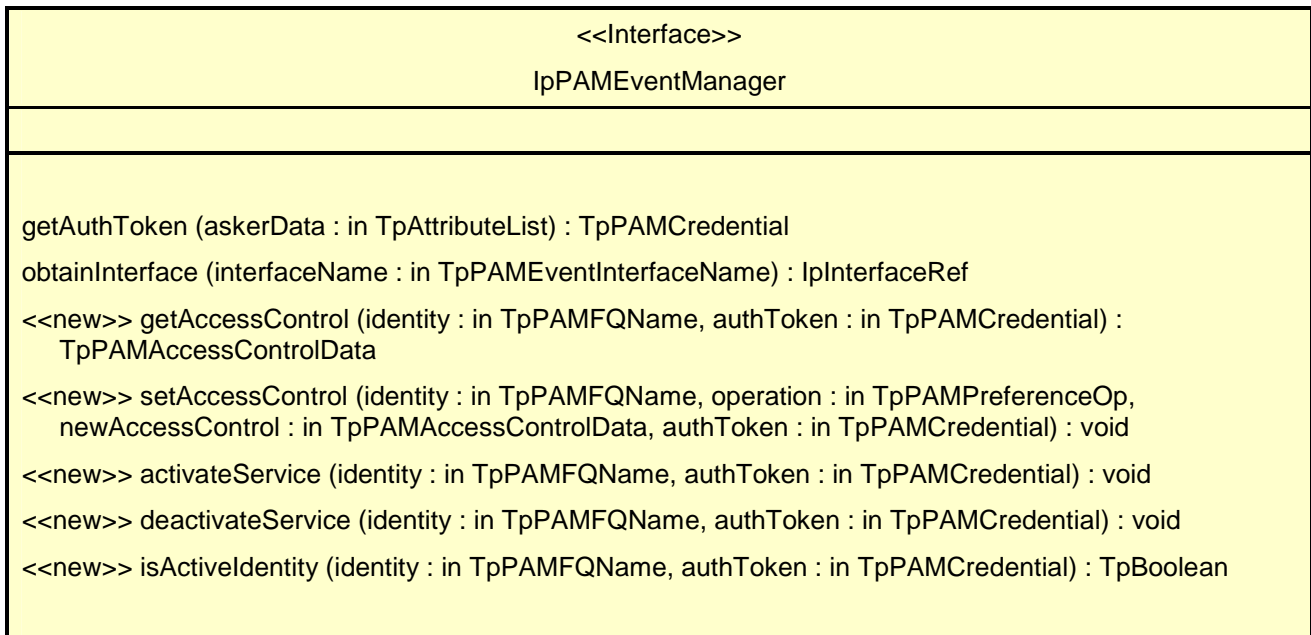 <<Interface>>
IpPAMEventManager
getAuthToken (askerData : in TpAttributeList) : TpPAMCredential
obtainInterface (interfaceName : in TpPAMEventInterfaceName) : IpInterfaceRef
<<new>> getAccessControl (identity : in TpPAMFQName, authToken : in TpPAMCredential) :
TpPAMAccessControlData
<<new>> setAccessControl (identity : in TpPAMFQName, operation : in TpPAMPreferenceOp,
newAccessControl : in TpPAMAccessControlData, authToken : in TpPAMCredential) : void
<<new>> activateService (identity : in TpPAMFQName, authToken : in TpPAMCredential) : void
<<new>> deactivateService (identity : in TpPAMFQName, authToken : in TpPAMCredential) : void
<<new>> isActiveIdentity (identity : in TpPAMFQName, authToken : in TpPAMCredential) : TpBoolean